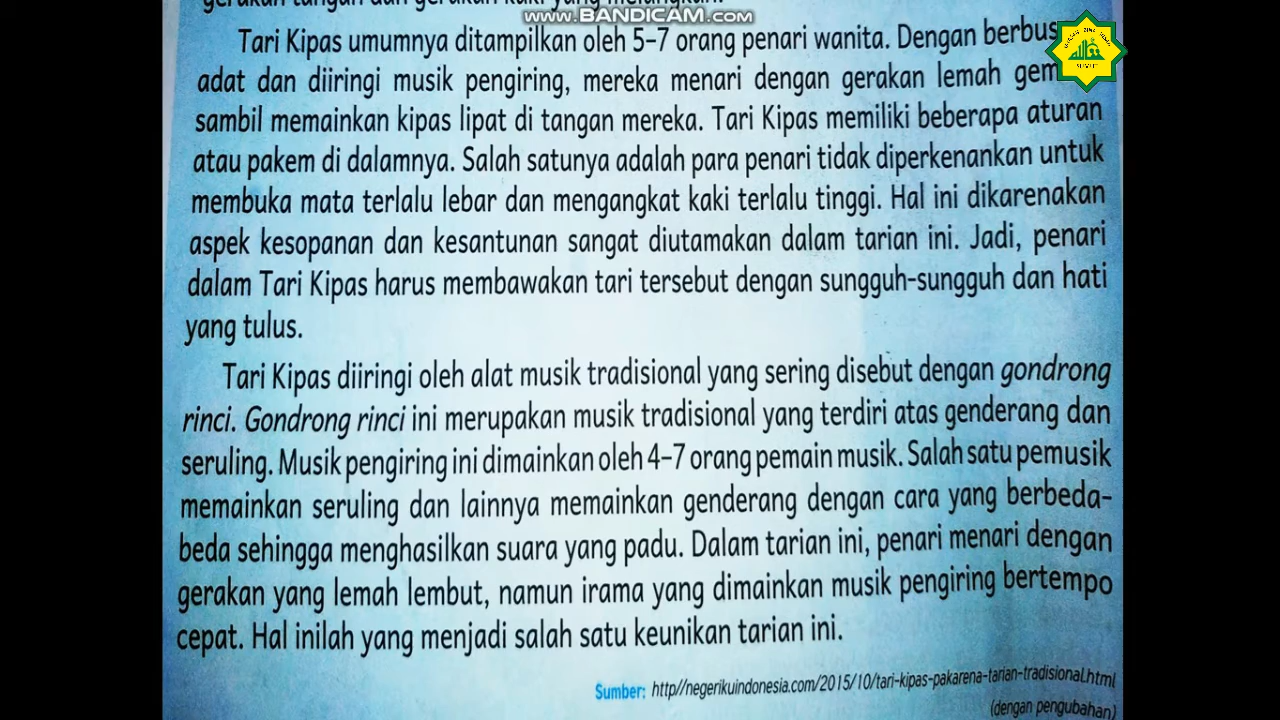 www.BANDICAM.com
gerakan tangan dan gerakan kaki yang
Tari Kipas umumnya ditampilkan oleh 5–7 orang penari wanita. Dengan
adat dan diiringi musik pengiring, mereka menari dengan gerakan lemah
sambil memainkan kipas lipat di tangan mereka. Tari Kipas memiliki beberapa aturan
atau pakem di dalamnya. Salah satunya adalah para penari tidak diperkenankan untuk
membuka mata terlalu lebar dan mengangkat kaki terlalu tinggi. Hal ini dikarenakan
aspek kesopanan dan kesantunan sangat diutamakan dalam tarian ini. Jadi, penari
dalam Tari Kipas harus membawakan tari tersebut dengan sungguh-sungguh dan hati
yang tulus.
Tari Kipas diiringi oleh alat musik tradisional yang sering disebut dengan gondrong
rinci. Gondrong rinci ini merupakan musik tradisional yang terdiri atas genderang dan
seruling. Musik pengiring ini dimainkan oleh 4–7 orang pemain musik. Salah satu pemusik
memainkan seruling dan lainnya memainkan genderang dengan cara yang berbeda-
beda sehingga menghasilkan suara yang padu. Dalam tarian ini, penari menari dengan
gerakan yang lemah lembut, namun irama yang dimainkan musik pengiring bertempo
cepat. Hal inilah yang menjadi salah satu keunikan tarian ini.
Sumber: http//negerikuindonesia.com/2015/10/tari-kipas-pakarena-tarian-tradisional.html
(dengan pengubahan)